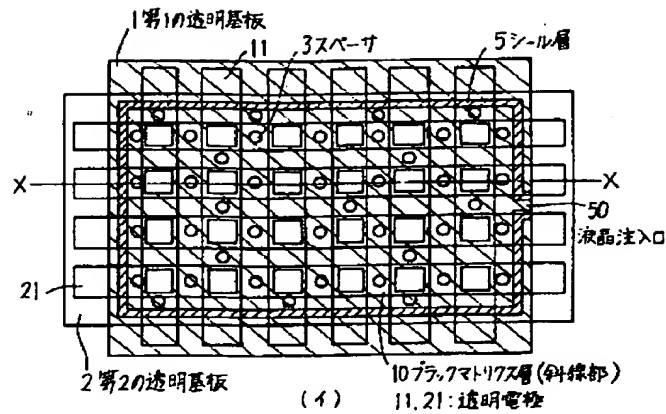 1 第1の透明基板
11
3 スペーサ
5 シール層
X
X
50
液晶注入口
21
2 第2の透明基板
10 ブラックマトリクス層(斜線部)
(イ)
11, 21: 透明電極